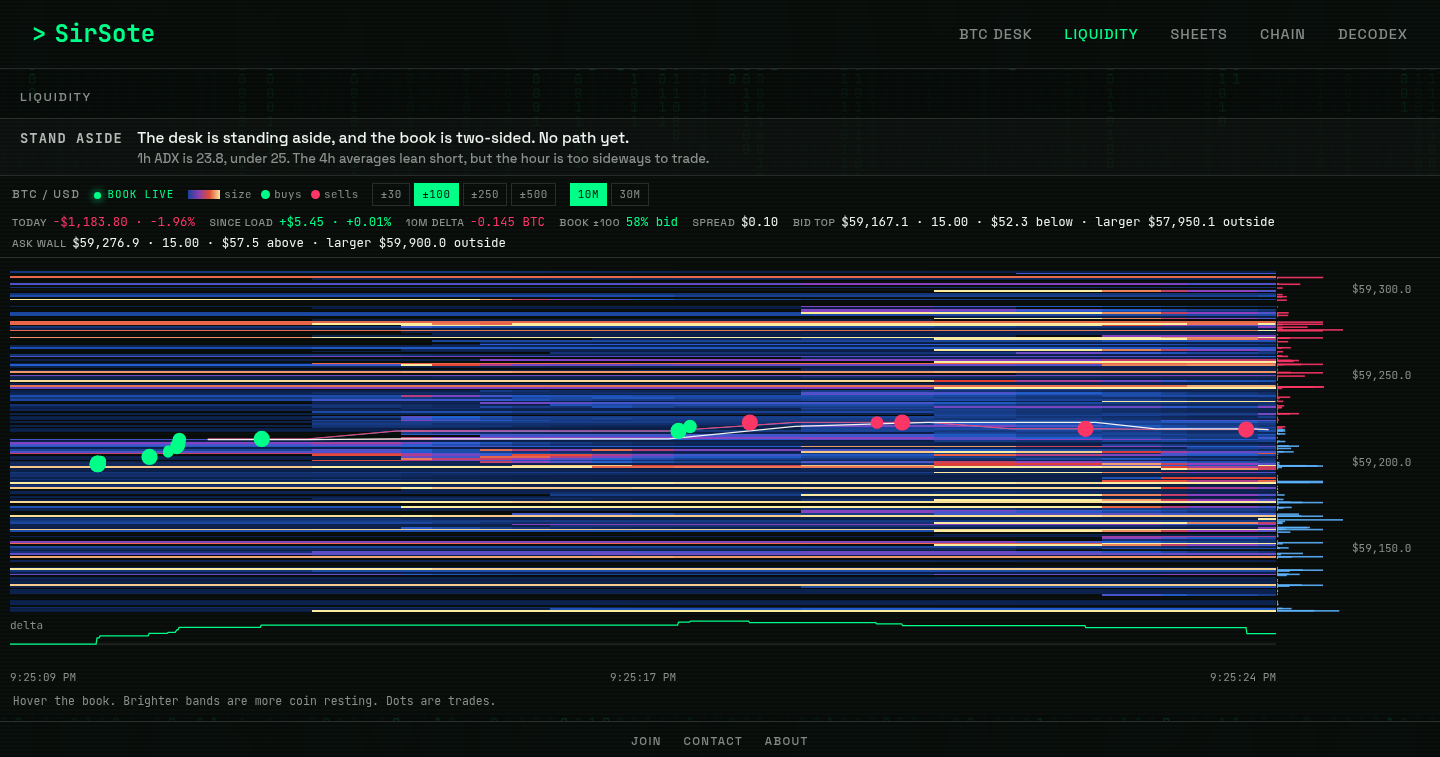 > SirSote
BTC DESK LIQUIDITY SHEETS CHAIN DECODEX
LIQUIDITY
STAND ASIDE The desk is standing aside, and the book is two-sided. No path yet.
1h ADX is 23.8, under 25. The 4h averages lean short, but the hour is too sideways to trade.
BTC / USD BOOK LIVE size buys sells ±30 ±100 ±250 ±500 10M 30M
TODAY -$1,183.80 · -1.96% SINCE LOAD +$5.45 · +0.01% 10M DELTA -0.145 BTC BOOK ±100 58% bid SPREAD $0.10 BID TOP $59,167.1 · 15.00 · $52.3 below · larger $57,950.1 outside
ASK WALL $59,276.9 · 15.00 · $57.5 above · larger $59,900.0 outside
$59,300.0
$59,250.0
$59,200.0
$59,150.0
delta
9:25:09 PM 9:25:17 PM 9:25:24 PM
Hover the book. Brighter bands are more coin resting. Dots are trades.
JOIN CONTACT ABOUT